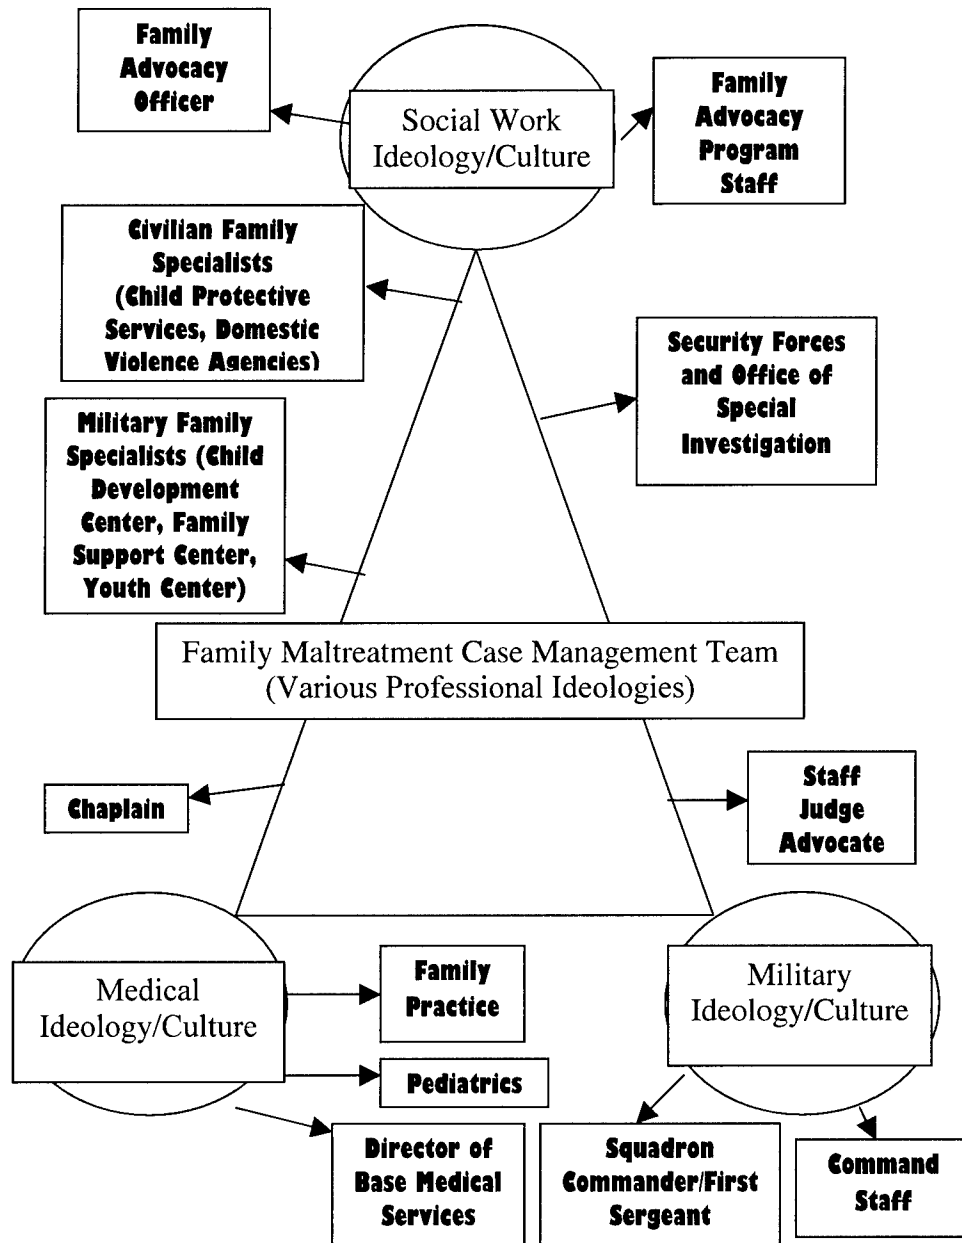 Family
Advocacy
Officer
Social Work
Ideology/Culture
Family
Advocacy
Program
Staff
Civilian Family
Specialists
(Child Protective
Services, Domestic
Violence Agencies)
Security Forces
and Office of
Special
Investigation
Military Family
Specialists (Child
Development
Center, Family
Support Center,
Youth Center)
Family Maltreatment Case Management Team
(Various Professional Ideologies)
Chaplain
Staff
Judge
Advocate
Medical
Ideology/Culture
Family
Practice
Military
Ideology/Culture
Pediatrics
Director of
Base Medical
Services
Squadron
Commander/First
Sergeant
Command
Staff